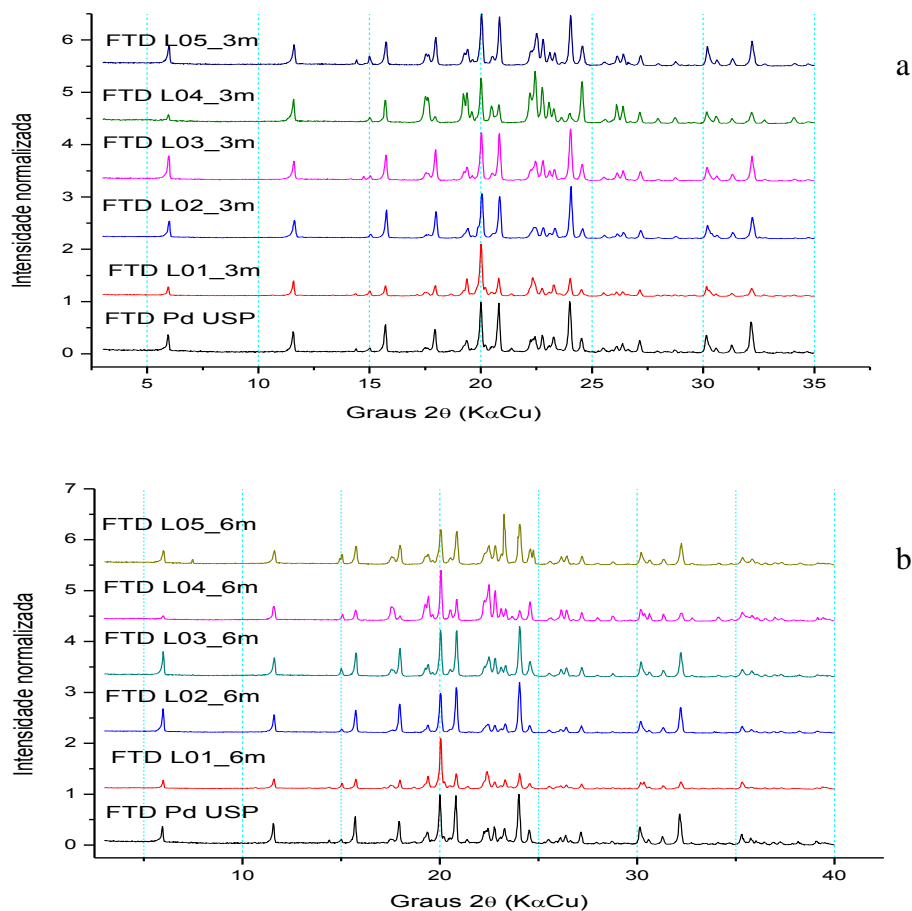 a
6
5
4
3
2
1
0
Intensidade normalizada
FTD L05_3m
FTD L04_3m
FTD L03_3m
FTD L02_3m
FTD L01_3m
FTD Pd USP
5 10 15 20 25 30 35
Graus 2θ (KαCu)
b
7
6
5
4
3
2
1
0
Intensidade normalizada
FTD L05_6m
FTD L04_6m
FTD L03_6m
FTD L02_6m
FTD L01_6m
FTD Pd USP
10 20 30 40
Graus 2θ (KαCu)